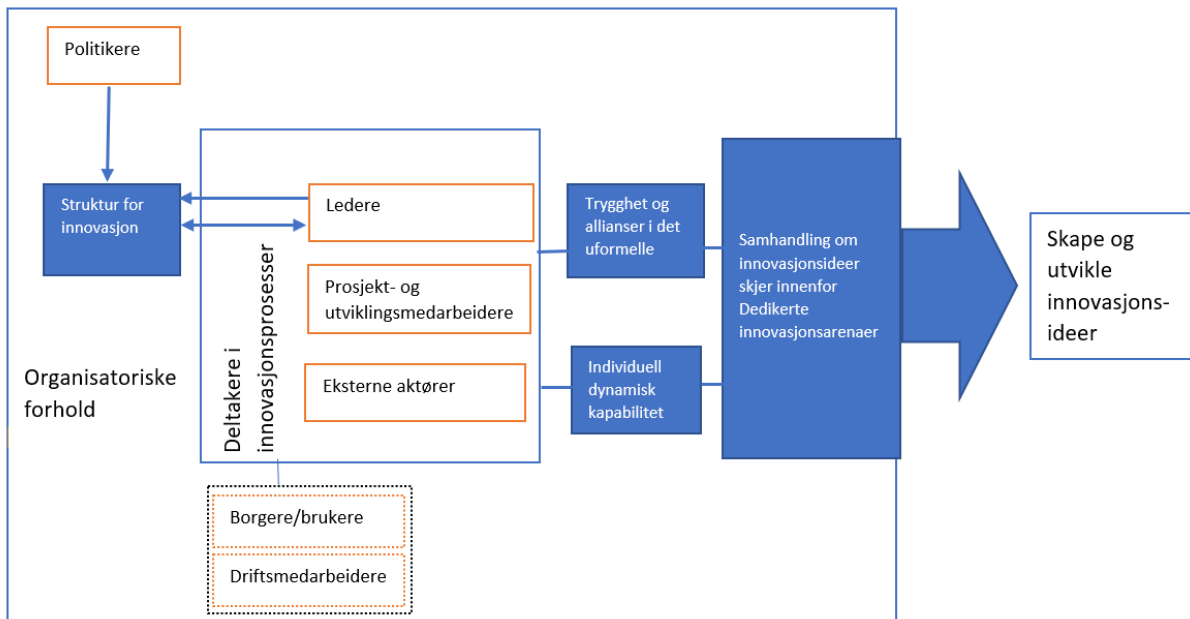 Politikere
Struktur for
innovasjon
Organisatoriske
forhold
Deltakere i
innovasjonsprosesser
Ledere
Prosjekt- og
utviklingsmedarbeidere
Eksterne aktører
Borgere/brukere
Driftsmedarbeidere
Trygghet og
allianser i det
uformelle
Individuell
dynamisk
kapabilitet
Samhandling om
innovasjonsideer
skjer innenfor
Dedikerte
innovasjonsarenaer
Skape og
utvikle
innovasjons-
ideer